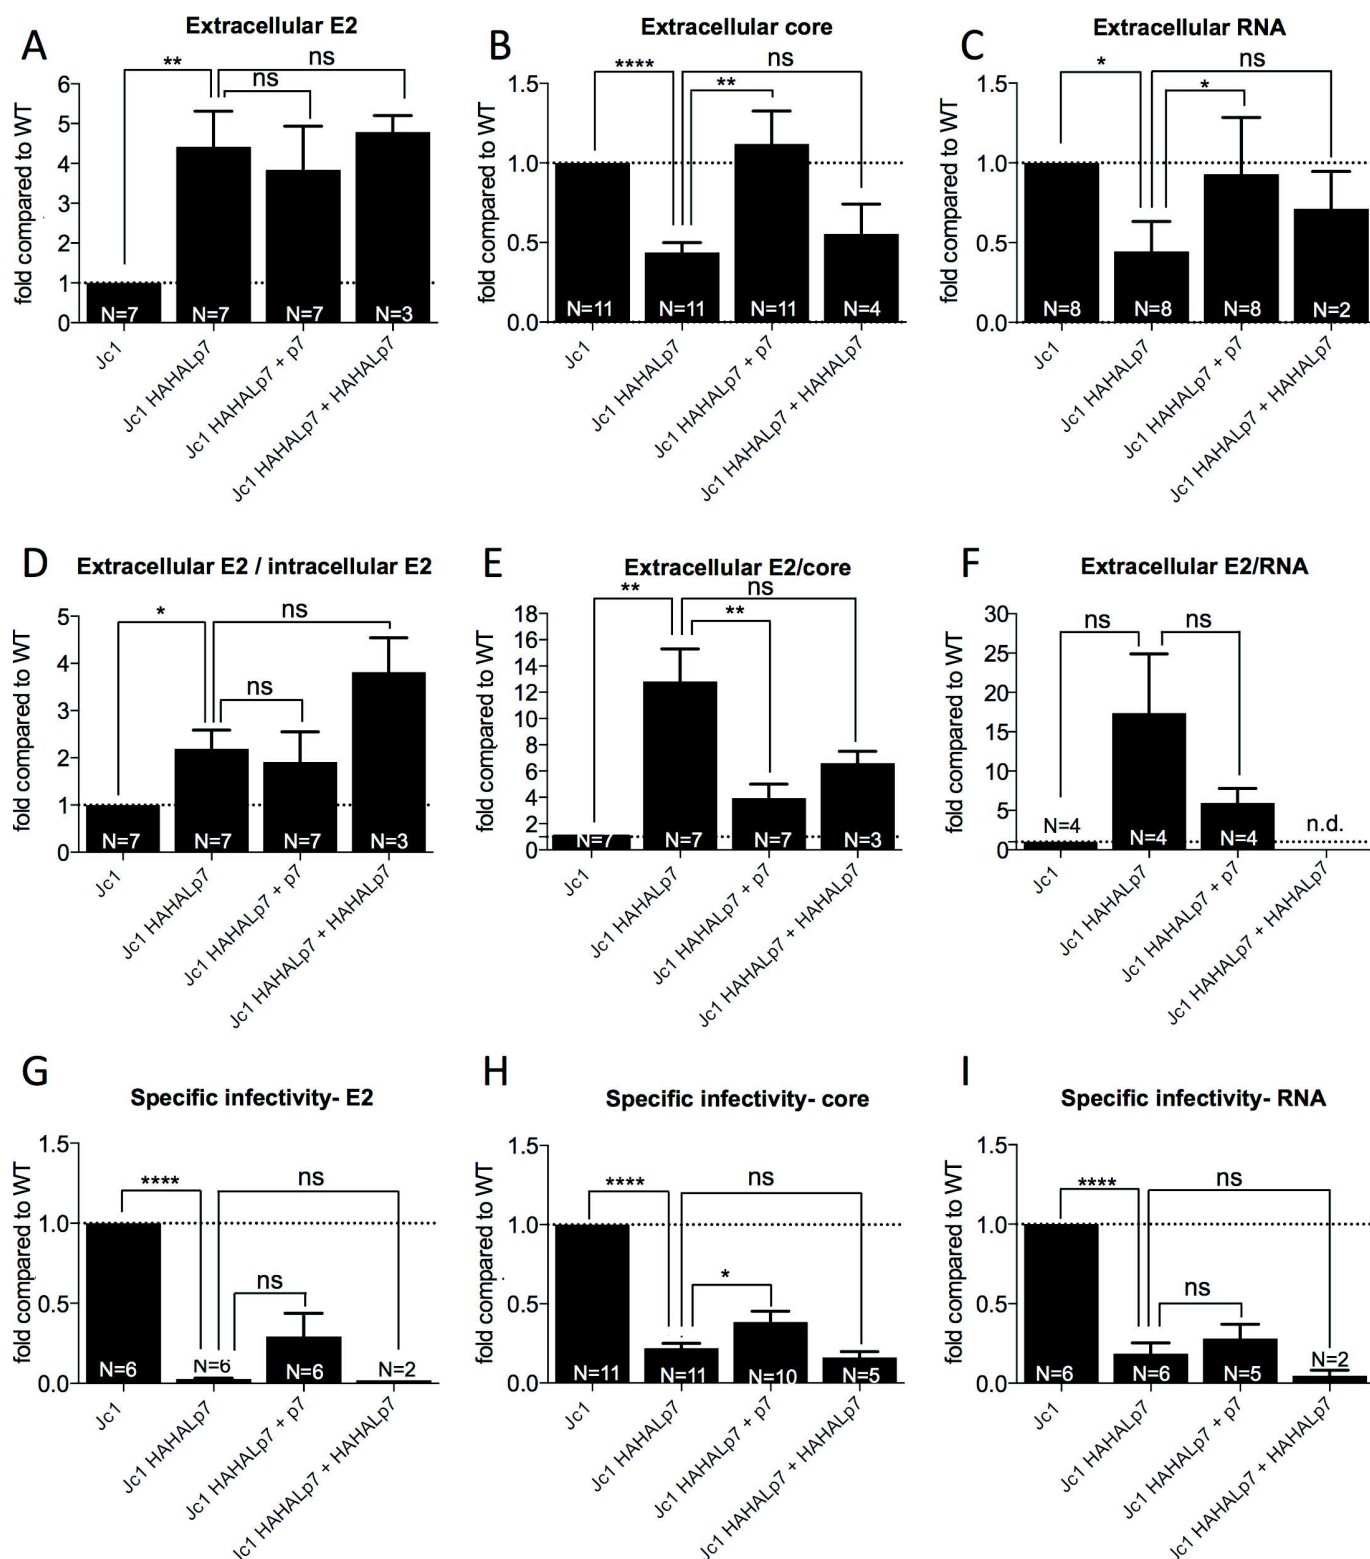 A
Extracellular E2
fold compared to WT
6
5
4
3
2
1
0
**
ns
ns
N=7
N=7
N=7
N=3
Jc1
Jc1 HAHALp7
Jc1 HAHALp7 + p7
Jc1 HAHALp7 + HAHALp7
B
Extracellular core
fold compared to WT
1.5
1.0
0.5
0.0
****
**
ns
N=11
N=11
N=11
N=4
Jc1
Jc1 HAHALp7
Jc1 HAHALp7 + p7
Jc1 HAHALp7 + HAHALp7
C
Extracellular RNA
fold compared to WT
1.5
1.0
0.5
0.0
*
*
ns
N=8
N=8
N=8
N=2
Jc1
Jc1 HAHALp7
Jc1 HAHALp7 + p7
Jc1 HAHALp7 + HAHALp7
D
Extracellular E2 / intracellular E2
fold compared to WT
5
4
3
2
1
0
*
ns
ns
N=7
N=7
N=7
N=3
Jc1
Jc1 HAHALp7
Jc1 HAHALp7 + p7
Jc1 HAHALp7 + HAHALp7
E
Extracellular E2/core
fold compared to WT
18
16
14
12
10
8
6
4
2
0
**
ns
**
N=7
N=7
N=7
N=3
Jc1
Jc1 HAHALp7
Jc1 HAHALp7 + p7
Jc1 HAHALp7 + HAHALp7
F
Extracellular E2/RNA
fold compared to WT
30
25
20
15
10
5
0
ns
ns
N=4
N=4
N=4
n.d.
Jc1
Jc1 HAHALp7
Jc1 HAHALp7 + p7
Jc1 HAHALp7 + HAHALp7
G
Specific infectivity- E2
fold compared to WT
1.5
1.0
0.5
0.0
****
ns
ns
N=6
N=6
N=6
N=2
Jc1
Jc1 HAHALp7
Jc1 HAHALp7 + p7
Jc1 HAHALp7 + HAHALp7
H
Specific infectivity- core
fold compared to WT
1.5
1.0
0.5
0.0
****
ns
*
N=11
N=11
N=10
N=5
Jc1
Jc1 HAHALp7
Jc1 HAHALp7 + p7
Jc1 HAHALp7 + HAHALp7
I
Specific infectivity- RNA
fold compared to WT
1.5
1.0
0.5
0.0
****
ns
ns
N=6
N=6
N=5
N=2
Jc1
Jc1 HAHALp7
Jc1 HAHALp7 + p7
Jc1 HAHALp7 + HAHALp7